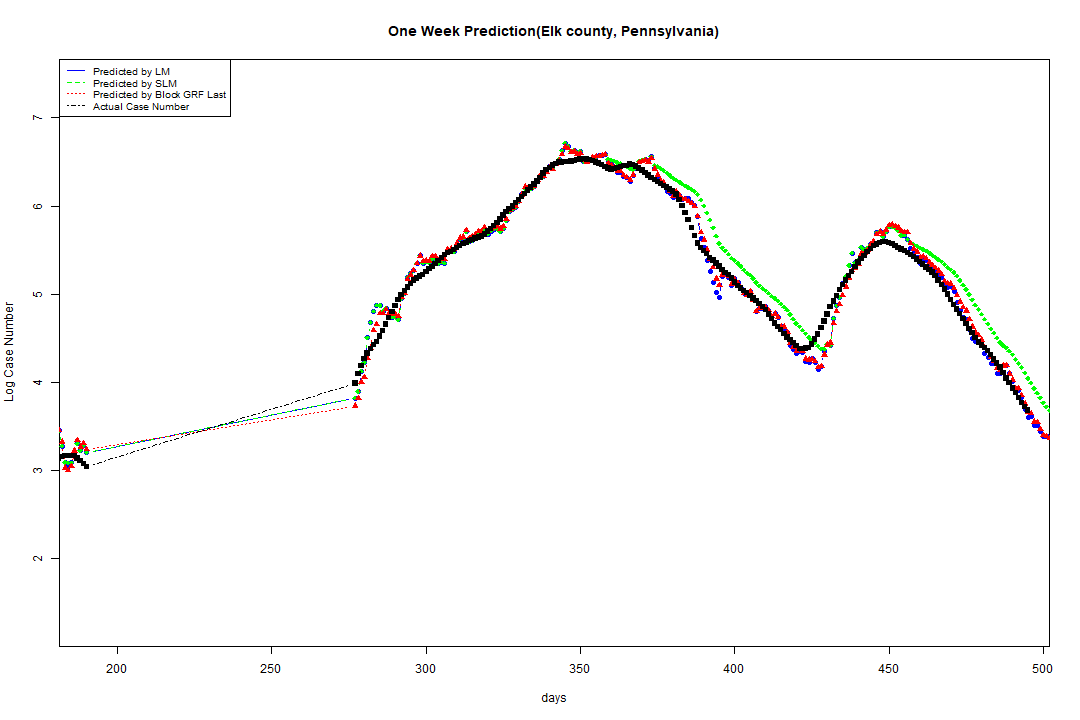 One Week Prediction(Elk county, Pennsylvania)
Predicted by LM
Predicted by SLM
Predicted by Block GRF Last
Actual Case Number
Log Case Number
7
6
5
4
3
2
200 250 300 350 400 450 500
days